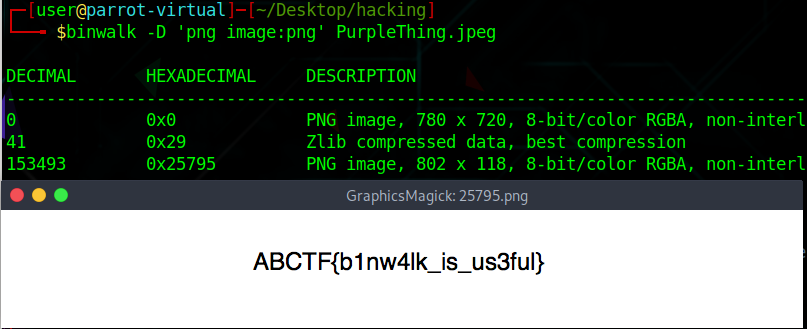 [user@parrot-virtual]-[~/Desktop/hacking]
$binwalk -D 'png image:png' PurpleThing.jpeg
DECIMAL HEXADECIMAL DESCRIPTION
--------------------------------------------------------------------------------
0 0x0 PNG image, 780 x 720, 8-bit/color RGBA, non-interl
41 0x29 Zlib compressed data, best compression
153493 0x25795 PNG image, 802 x 118, 8-bit/color RGBA, non-interl
GraphicsMagick: 25795.png
ABCTF{b1nw4lk_is_us3ful}